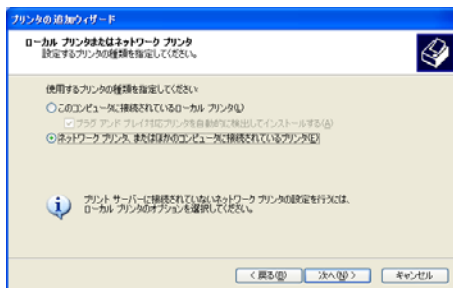 プリンタの追加ウィザード
ローカル プリンタまたはネットワーク プリンタ
設定するプリンタの種類を指定してください。
使用するプリンタの種類を指定してください
このコンピュータに接続されているローカル プリンタ(L)
プラグ アンド プレイ対応プリンタを自動的に検出してインストールする(A)
ネットワーク プリンタ、またはほかのコンピュータに接続されているプリンタ(E)
プリント サーバーに接続されていないネットワーク プリンタの設定を行うには、
ローカル プリンタのオプションを選択してください。
< 戻る(B)
次へ(N) >
キャンセル